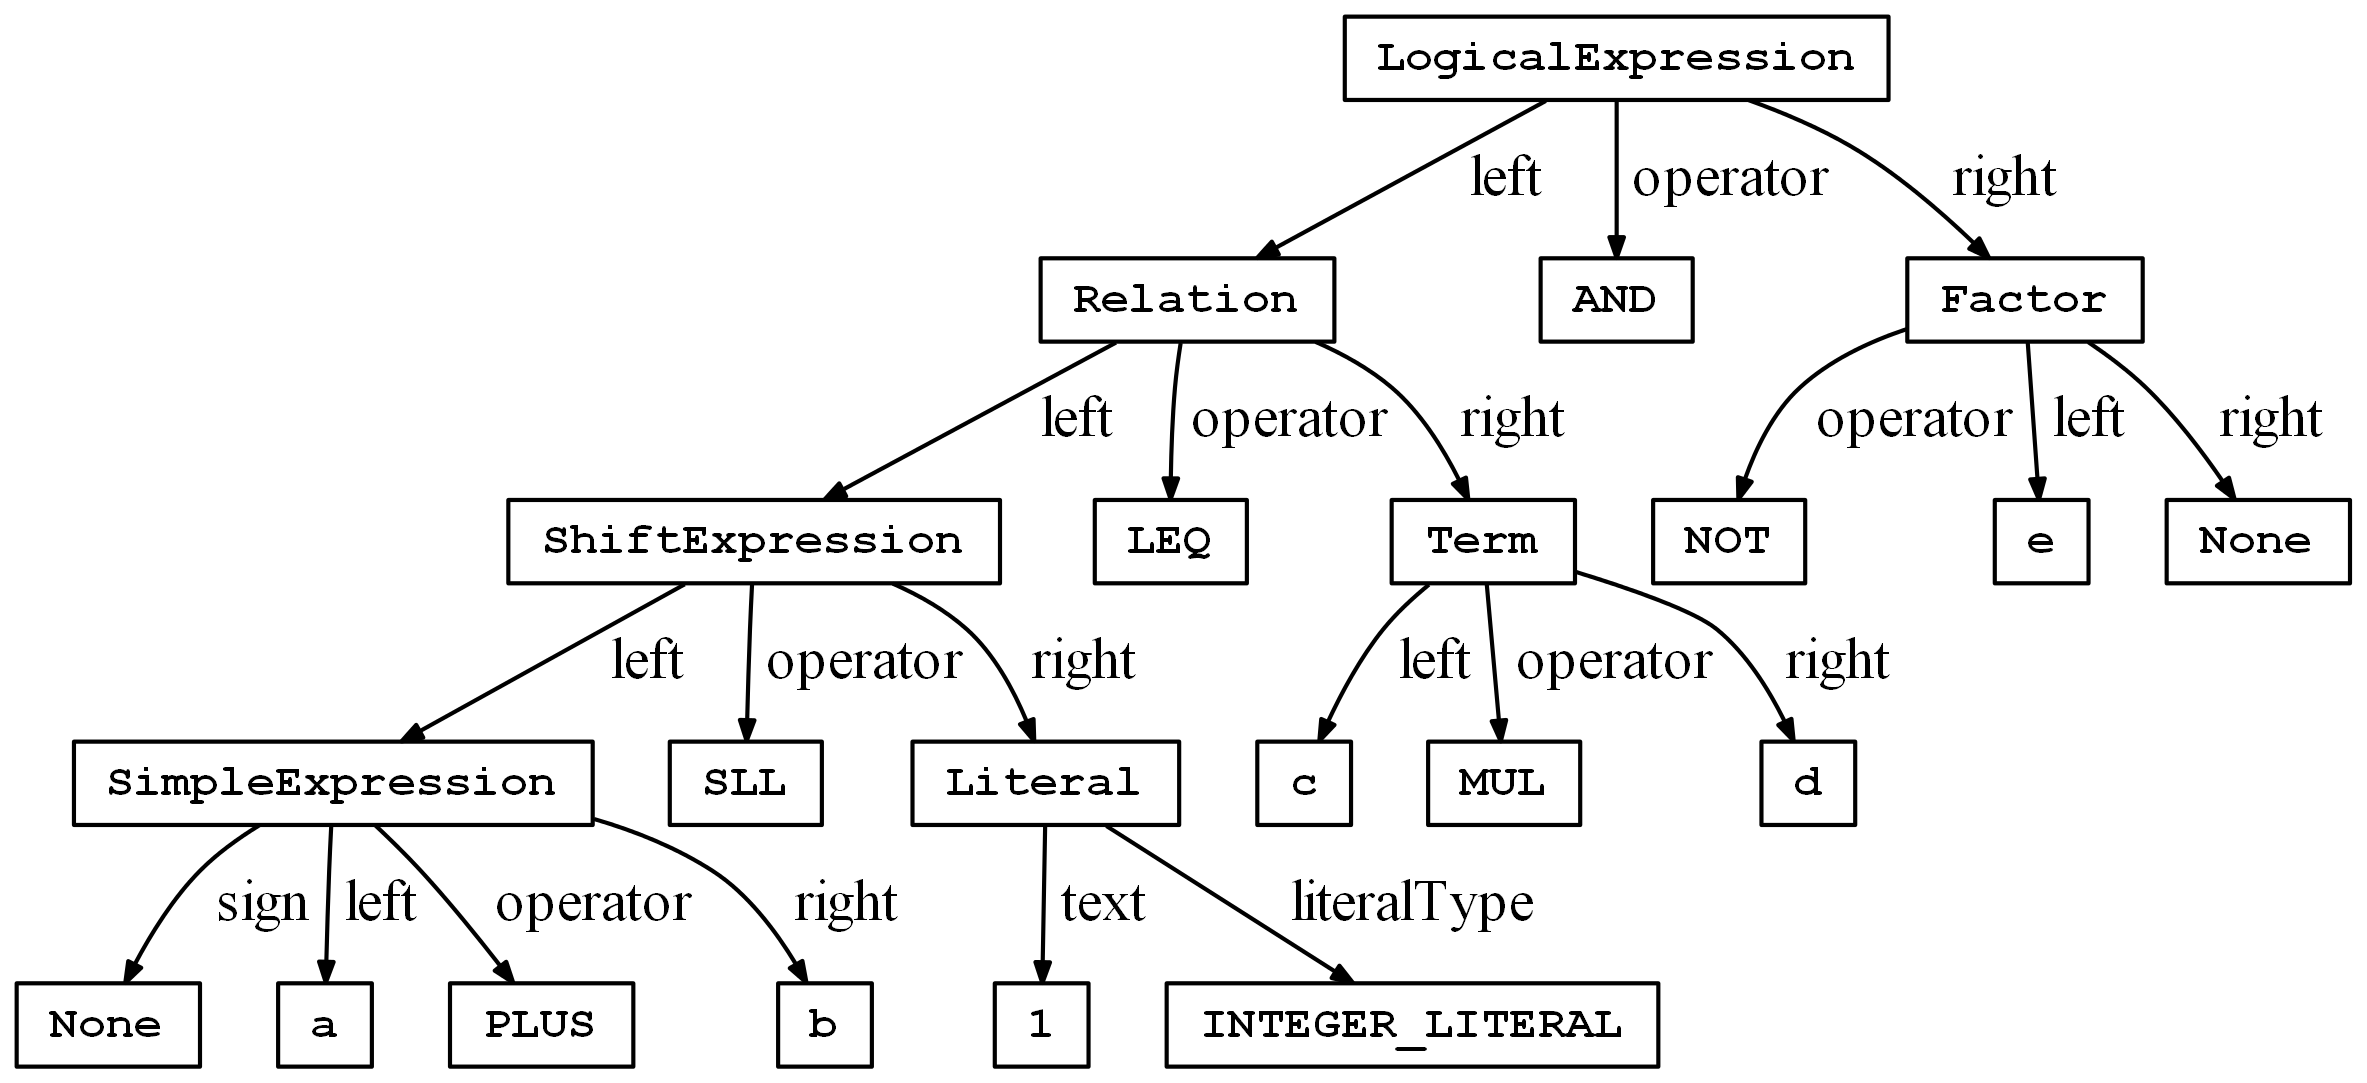 LogicalExpression
left operator right
Relation AND Factor
left operator right operator left right
ShiftExpression LEQ Term NOT e None
left operator right left operator right
SimpleExpression SLL Literal c MUL d
sign left operator right text literalType
None a PLUS b 1 INTEGER_LITERAL